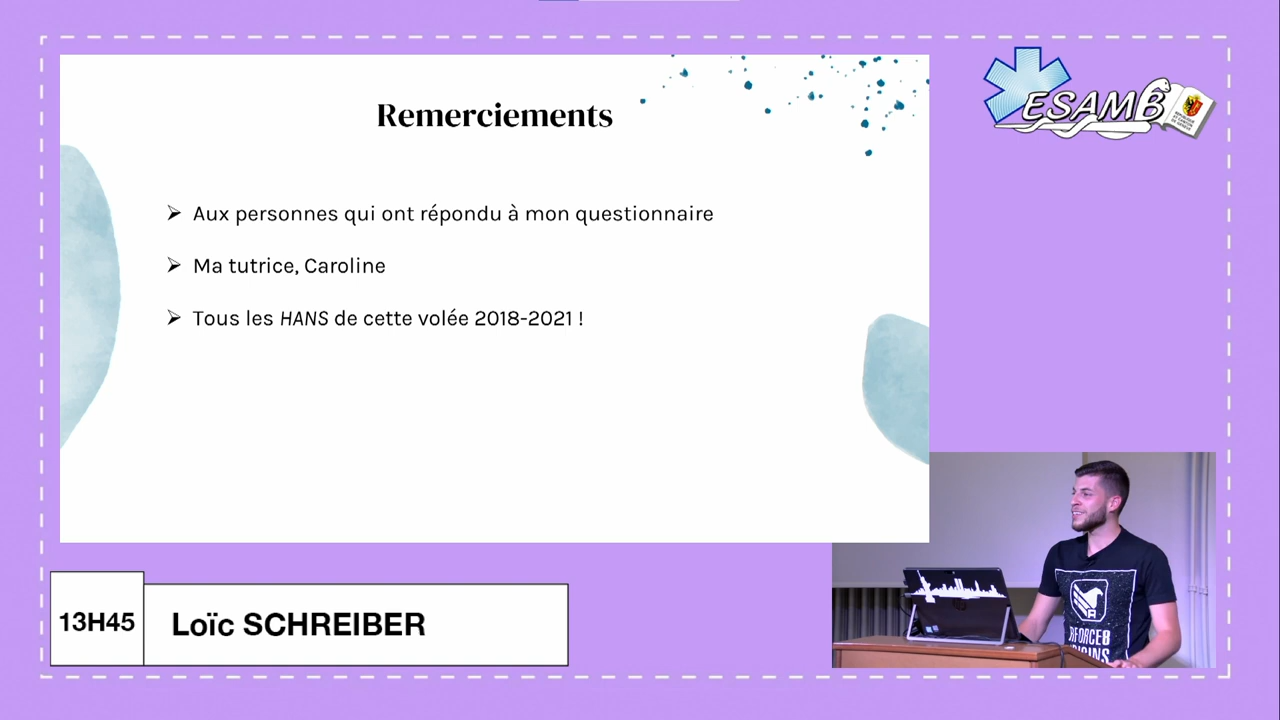 Remerciements
Aux personnes qui ont répondu à mon questionnaire
Ma tutrice, Caroline
Tous les HANS de cette volée 2018-2021 !
ESAMB
13H45
Loïc SCHREIBER